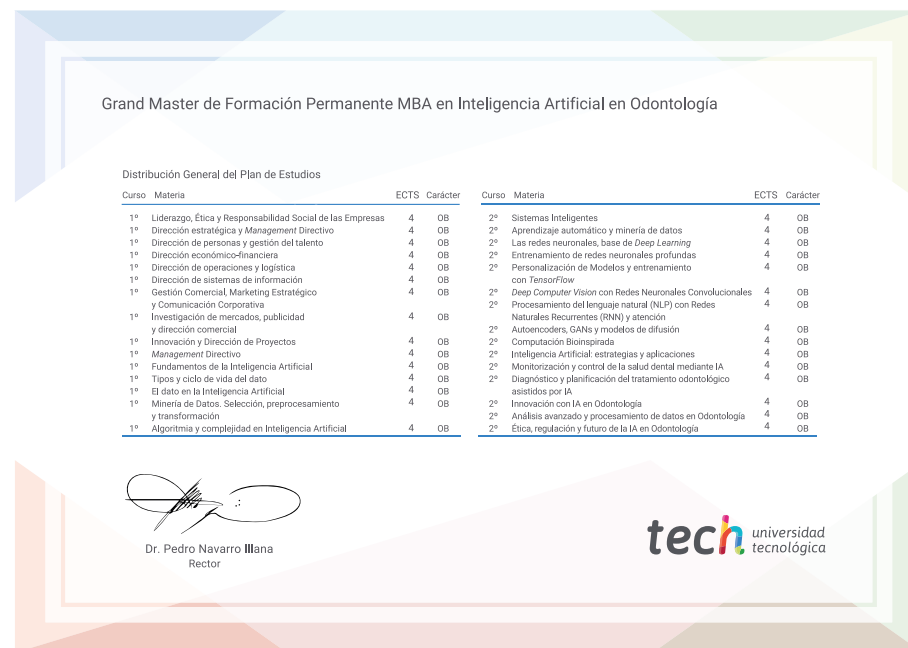 Grand Master de Formación Permanente MBA en Inteligencia Artificial en Odontología
Distribución General del Plan de Estudios
Curso Materia ECTS Carácter
1º Liderazgo, Ética y Responsabilidad Social de las Empresas 4 OB
1º Dirección estratégica y Management Directivo 4 OB
1º Dirección de personas y gestión del talento 4 OB
1º Dirección económico-financiera 4 OB
1º Dirección de operaciones y logística 4 OB
1º Dirección de sistemas de información 4 OB
1º Gestión Comercial, Marketing Estratégico 4 OB
y Comunicación Corporativa
1º Investigación de mercados, publicidad 4 OB
y dirección comercial
1º Innovación y Dirección de Proyectos 4 OB
1º Management Directivo 4 OB
1º Fundamentos de la Inteligencia Artificial 4 OB
1º Tipos y ciclo de vida del dato 4 OB
1º El dato en la Inteligencia Artificial 4 OB
1º Minería de Datos. Selección, preprocesamiento 4 OB
y transformación
1º Algoritmia y complejidad en Inteligencia Artificial 4 OB
Curso Materia ECTS Carácter
2º Sistemas Inteligentes 4 OB
2º Aprendizaje automático y minería de datos 4 OB
2º Las redes neuronales, base de Deep Learning 4 OB
2º Entrenamiento de redes neuronales profundas 4 OB
2º Personalización de Modelos y entrenamiento 4 OB
con TensorFlow
2º Deep Computer Vision con Redes Neuronales Convolucionales 4 OB
2º Procesamiento del lenguaje natural (NLP) con Redes 4 OB
Naturales Recurrentes (RNN) y atención
2º Autoencoders, GANs y modelos de difusión 4 OB
2º Computación Bioinspirada 4 OB
2º Inteligencia Artificial: estrategias y aplicaciones 4 OB
2º Monitorización y control de la salud dental mediante IA 4 OB
2º Diagnóstico y planificación del tratamiento odontológico 4 OB
asistidos por IA
2º Innovación con IA en Odontología 4 OB
2º Análisis avanzado y procesamiento de datos en Odontología 4 OB
2º Ética, regulación y futuro de la IA en Odontología 4 OB
Dr. Pedro Navarro Illana
Rector
tech universidad
tecnológica